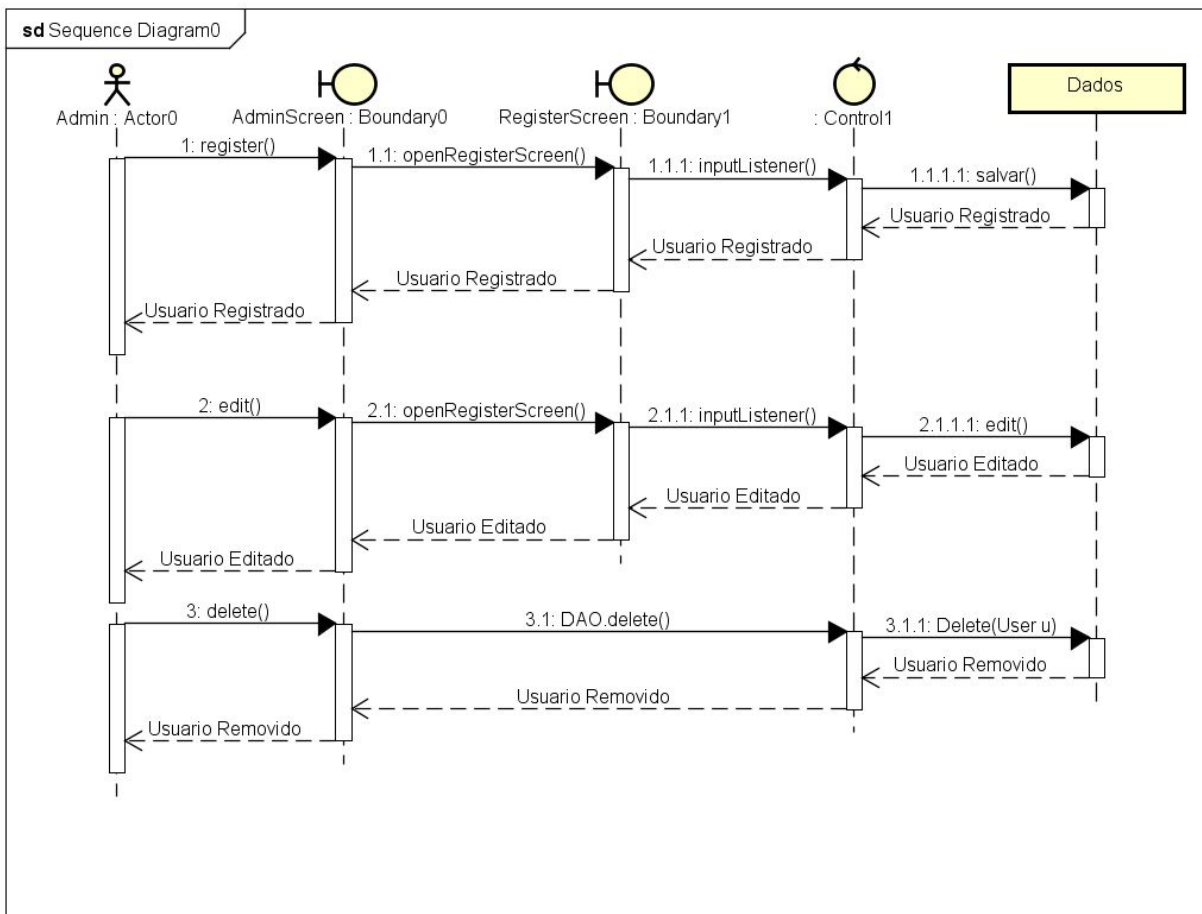 sd Sequence Diagram0
Admin : Actor0
AdminScreen : Boundary0
RegisterScreen : Boundary1
: Control1
Dados
1: register()
1.1: openRegisterScreen()
1.1.1: inputListener()
1.1.1.1: salvar()
Usuario Registrado
Usuario Registrado
Usuario Registrado
Usuario Registrado
2: edit()
2.1: openRegisterScreen()
2.1.1: inputListener()
2.1.1.1: edit()
Usuario Editado
Usuario Editado
Usuario Editado
Usuario Editado
3: delete()
3.1: DAO.delete()
3.1.1: Delete(User u)
Usuario Removido
Usuario Removido
Usuario Removido